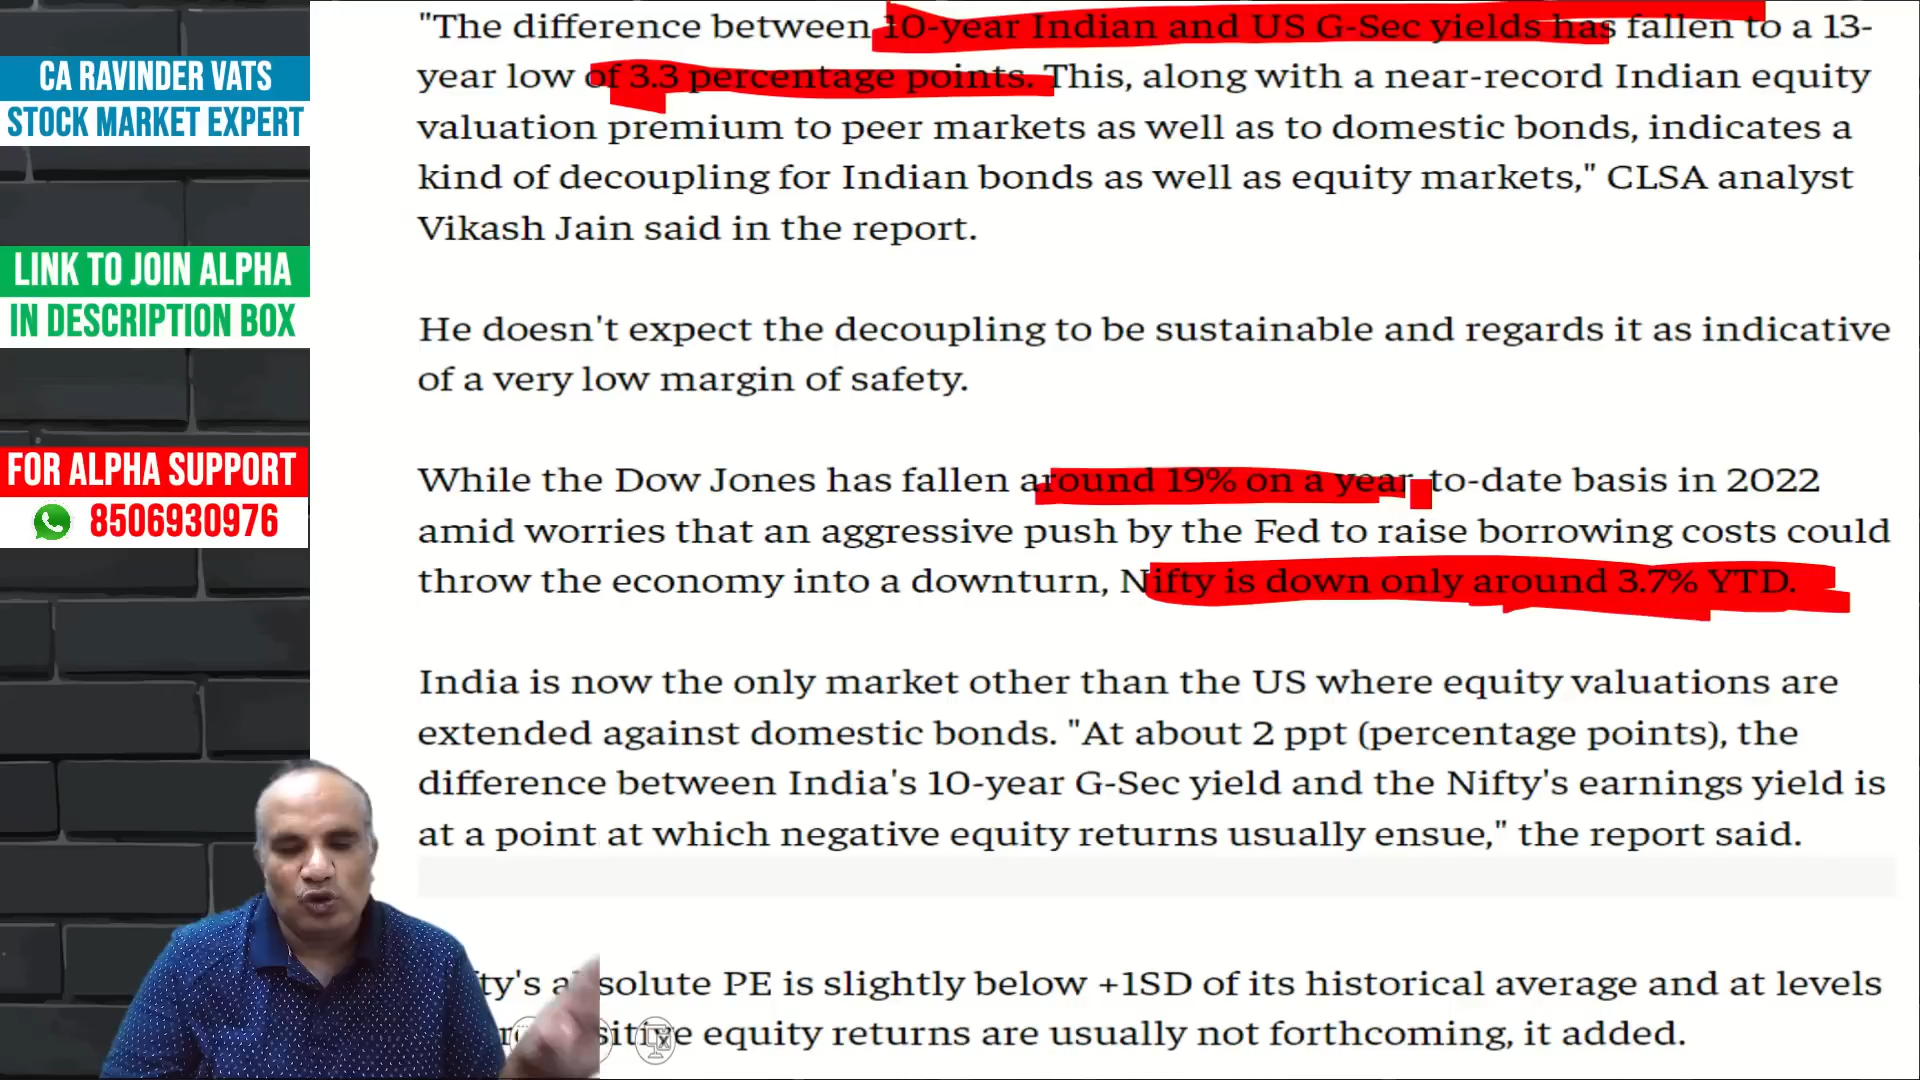 CA RAVINDER VATS
STOCK MARKET EXPERT
LINK TO JOIN ALPHA
IN DESCRIPTION BOX
FOR ALPHA SUPPORT
8506930976
"The difference between 10-year Indian and US G-Sec yields has fallen to a 13-
year low of 3.3 percentage points. This, along with a near-record Indian equity
valuation premium to peer markets as well as to domestic bonds, indicates a
kind of decoupling for Indian bonds as well as equity markets," CLSA analyst
Vikash Jain said in the report.
He doesn't expect the decoupling to be sustainable and regards it as indicative
of a very low margin of safety.
While the Dow Jones has fallen around 19% on a year to-date basis in 2022
amid worries that an aggressive push by the Fed to raise borrowing costs could
throw the economy into a downturn, Nifty is down only around 3.7% YTD.
India is now the only market other than the US where equity valuations are
extended against domestic bonds. "At about 2 ppt (percentage points), the
difference between India's 10-year G-Sec yield and the Nifty's earnings yield is
at a point at which negative equity returns usually ensue," the report said.
PE is slightly below +1SD of its historical average and at levels
equity returns are usually not forthcoming, it added.